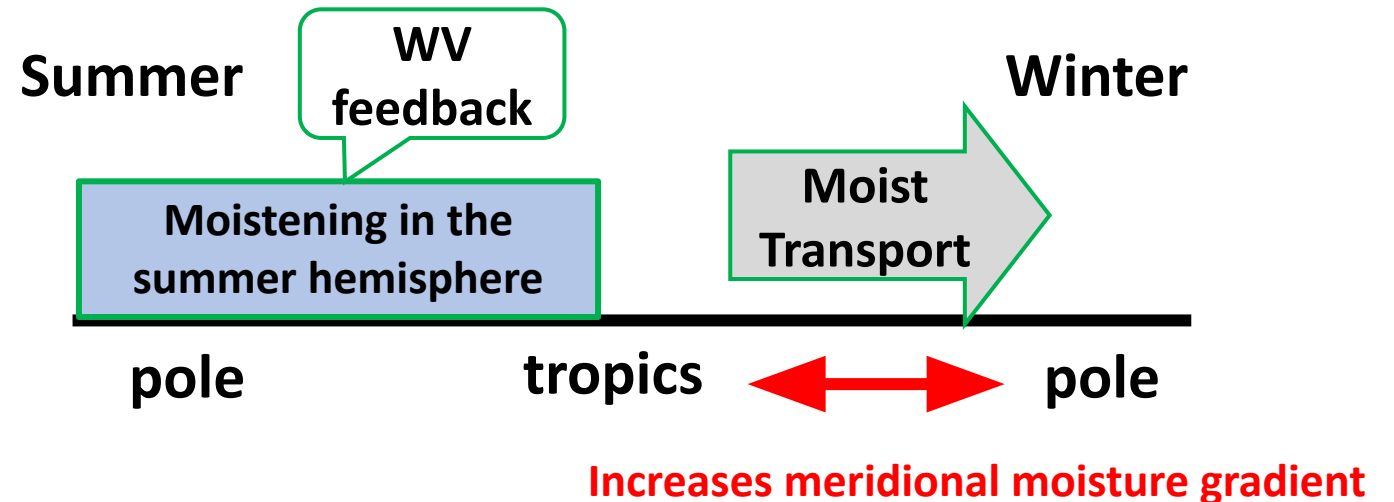 Summer
WV
feedback
Winter
Moistening in the
summer hemisphere
Moist
Transport
pole
tropics
pole
Increases meridional moisture gradient